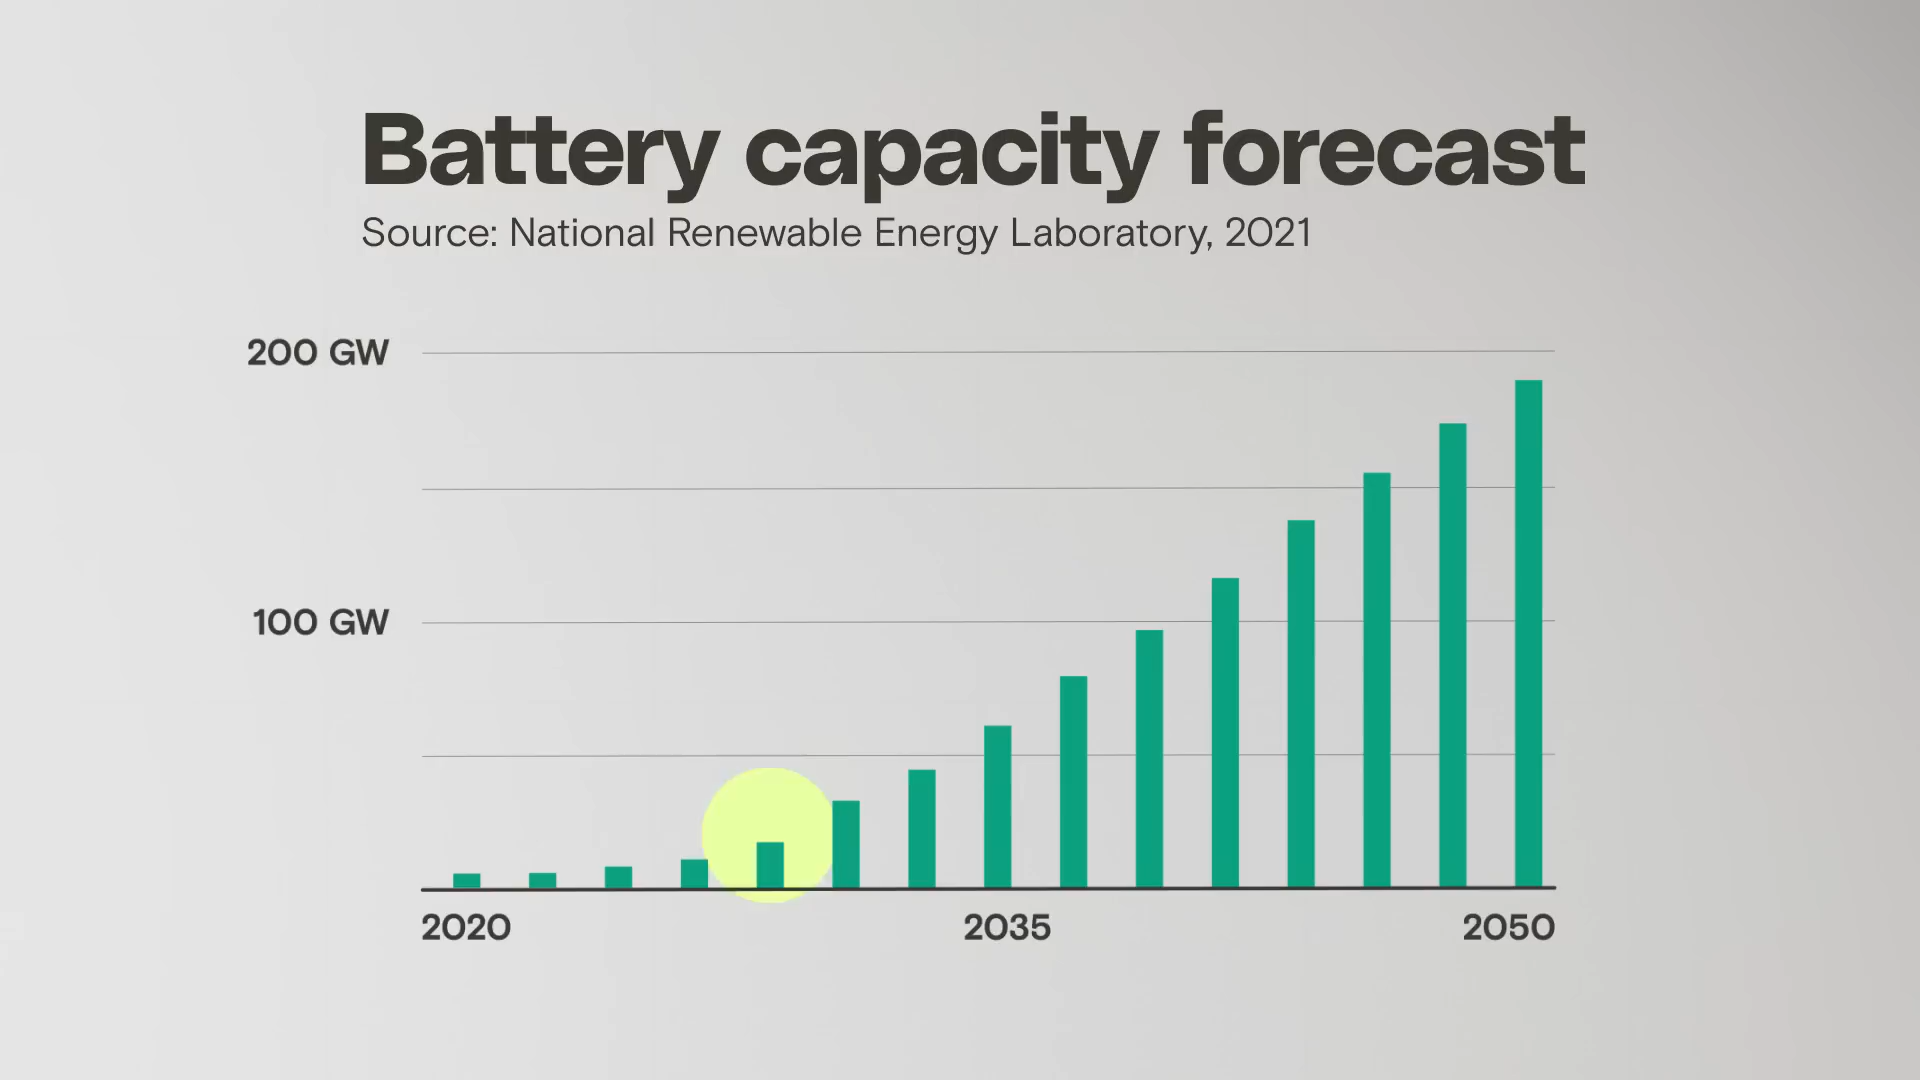 Battery capacity forecast
Source: National Renewable Energy Laboratory, 2021
200 GW
100 GW
2020
2035
2050